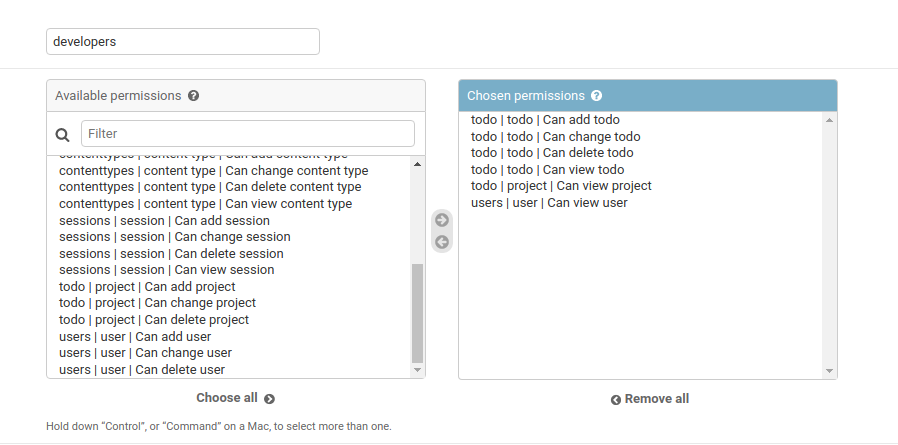 developers
Available permissions ?
Filter
contenttypes | content type | Can add content type
contenttypes | content type | Can change content type
contenttypes | content type | Can delete content type
contenttypes | content type | Can view content type
sessions | session | Can add session
sessions | session | Can change session
sessions | session | Can delete session
sessions | session | Can view session
todo | project | Can add project
todo | project | Can change project
todo | project | Can delete project
users | user | Can add user
users | user | Can change user
users | user | Can delete user
Choose all
Chosen permissions ?
todo | todo | Can add todo
todo | todo | Can change todo
todo | todo | Can delete todo
todo | todo | Can view todo
todo | project | Can view project
users | user | Can view user
Remove all
Hold down “Control”, or “Command” on a Mac, to select more than one.